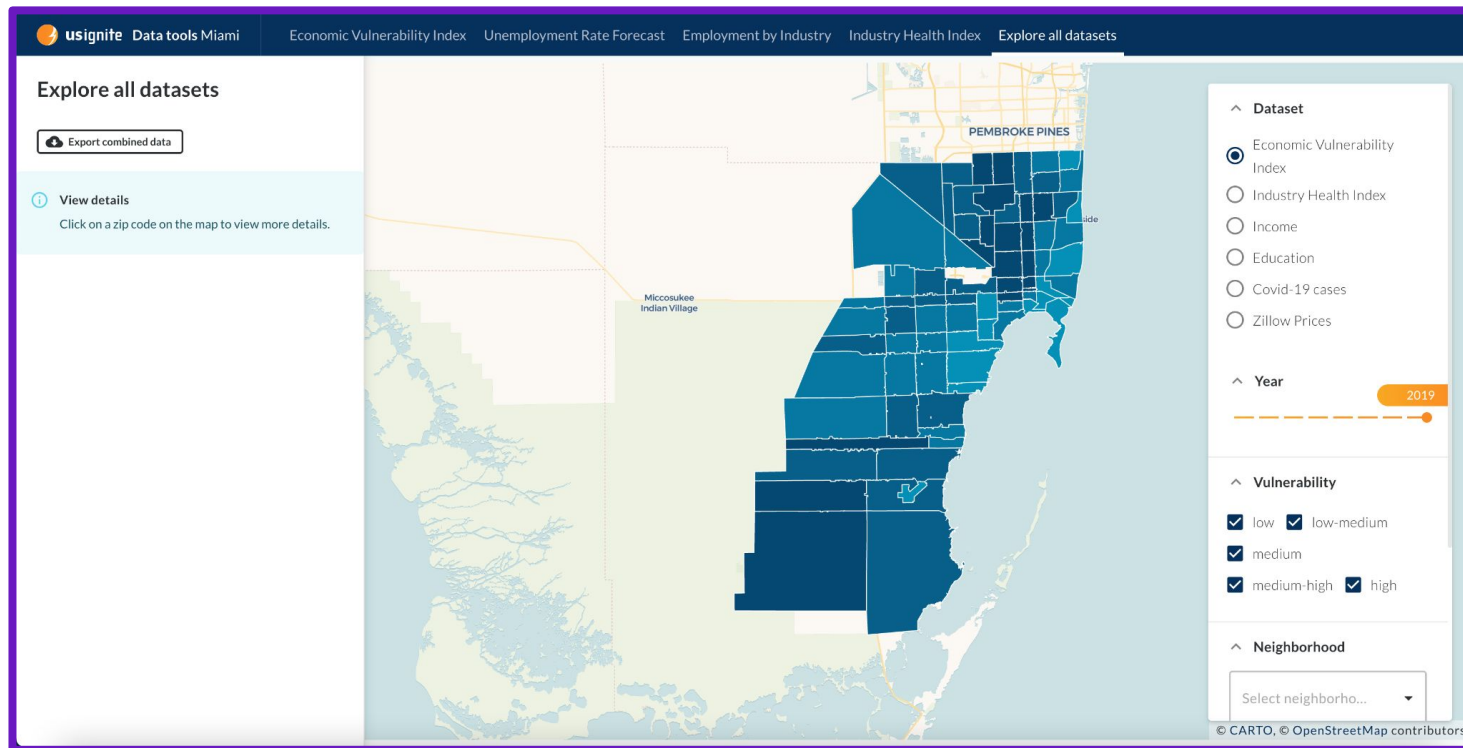 usignite Data tools Miami
Economic Vulnerability Index
Unemployment Rate Forecast
Employment by Industry
Industry Health Index
Explore all datasets
Explore all datasets
Export combined data
View details
Click on a zip code on the map to view more details.
PEMBROKE PINES
side
Miccosukee
Indian Village
Dataset
Economic Vulnerability
Index
Industry Health Index
Income
Education
Covid-19 cases
Zillow Prices
Year
2019
Vulnerability
low low-medium
medium
medium-high high
Neighborhood
Select neighborho...
© CARTO, © OpenStreetMap contributors